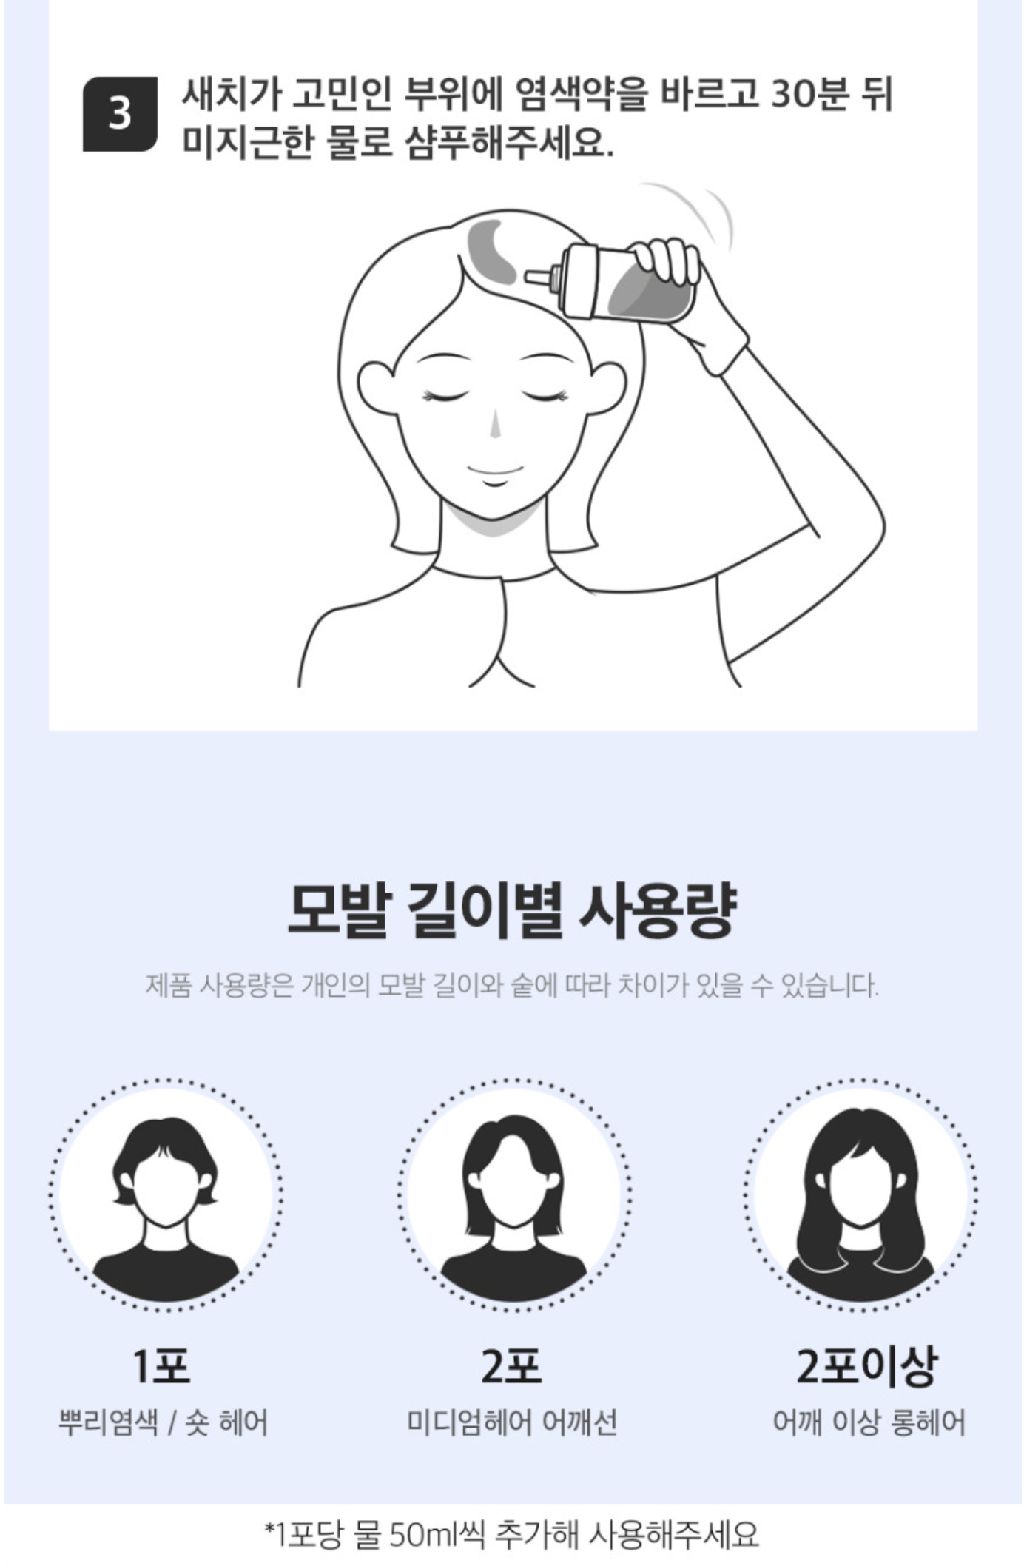 3
새치가 고민인 부위에 염색약을 바르고 30분 뒤
미지근한 물로 샴푸해주세요.
모발 길이별 사용량
제품 사용량은 개인의 모발 길이와 숱에 따라 차이가 있을 수 있습니다.
1포
뿌리염색 / 숏 헤어
2포
미디엄헤어 어깨선
2포이상
어깨 이상 롱헤어
*1포당 물 50ml씩 추가해 사용해주세요